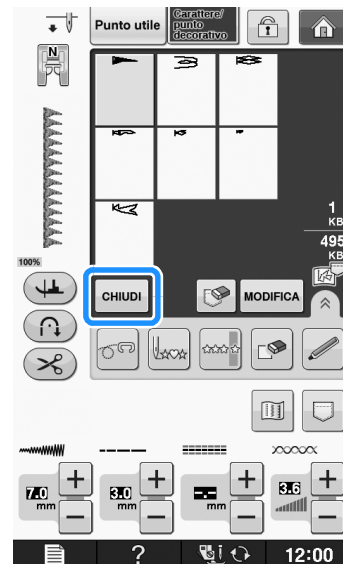 Punto utile
Carattere/
punto
decorativo
N
1
KB
495
KB
100%
CHIUDI
MODIFICA
7.0
mm
3.0
mm
mm
3.6
?
12:00